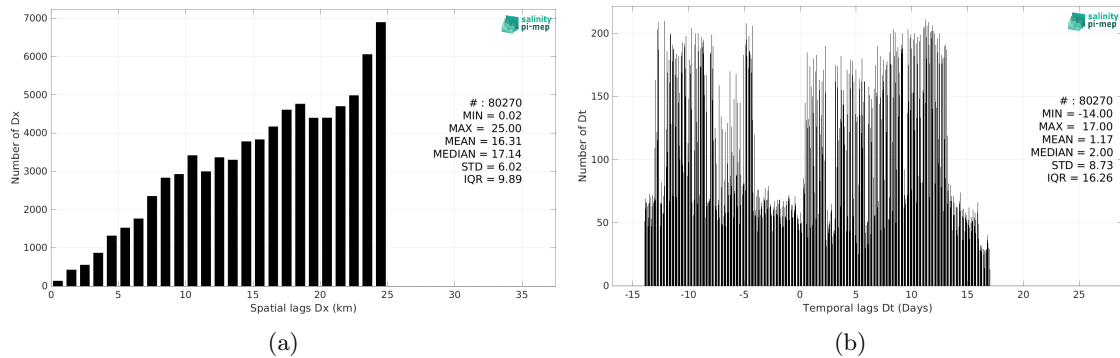 7000
6000
5000
4000
3000
2000
1000
0
Number of Dx
salinity
pi-mep
# : 80270
MIN = 0.02
MAX = 25.00
MEAN = 16.31
MEDIAN = 17.14
STD = 6.02
IQR = 9.89
0 5 10 15 20 25 30 35
Spatial lags Dx (km)
(a)
200
150
100
50
0
Number of Dt
salinity
pi-mep
# : 80270
MIN = -14.00
MAX = 17.00
MEAN = 1.17
MEDIAN = 2.00
STD = 8.73
IQR = 16.26
-15 -10 -5 0 5 10 15 20 25
Temporal lags Dt (Days)
(b)